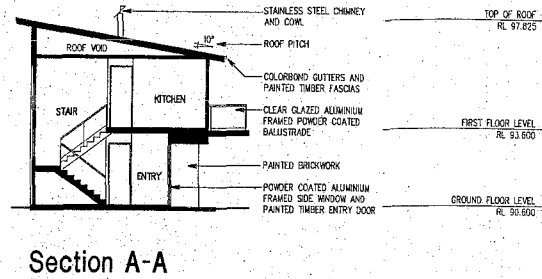 STAINLESS STEEL CHIMNEY
AND COWL
TOP OF ROOF
RL 97.825
10°
ROOF PITCH
ROOF VOID
COLORBOND GUTTERS AND
PAINTED TIMBER FASCIAS
KITCHEN
STAIR
CLEAR GLAZED ALUMINIUM
FRAMED POWDER COATED
BALUSTRADE
FIRST FLOOR LEVEL
RL 93.600
PAINTED BRICKWORK
ENTRY
POWDER COATED ALUMINIUM
FRAMED SIDE WINDOW AND
PAINTED TIMBER ENTRY DOOR
GROUND FLOOR LEVEL
RL 90.600
Section A-A